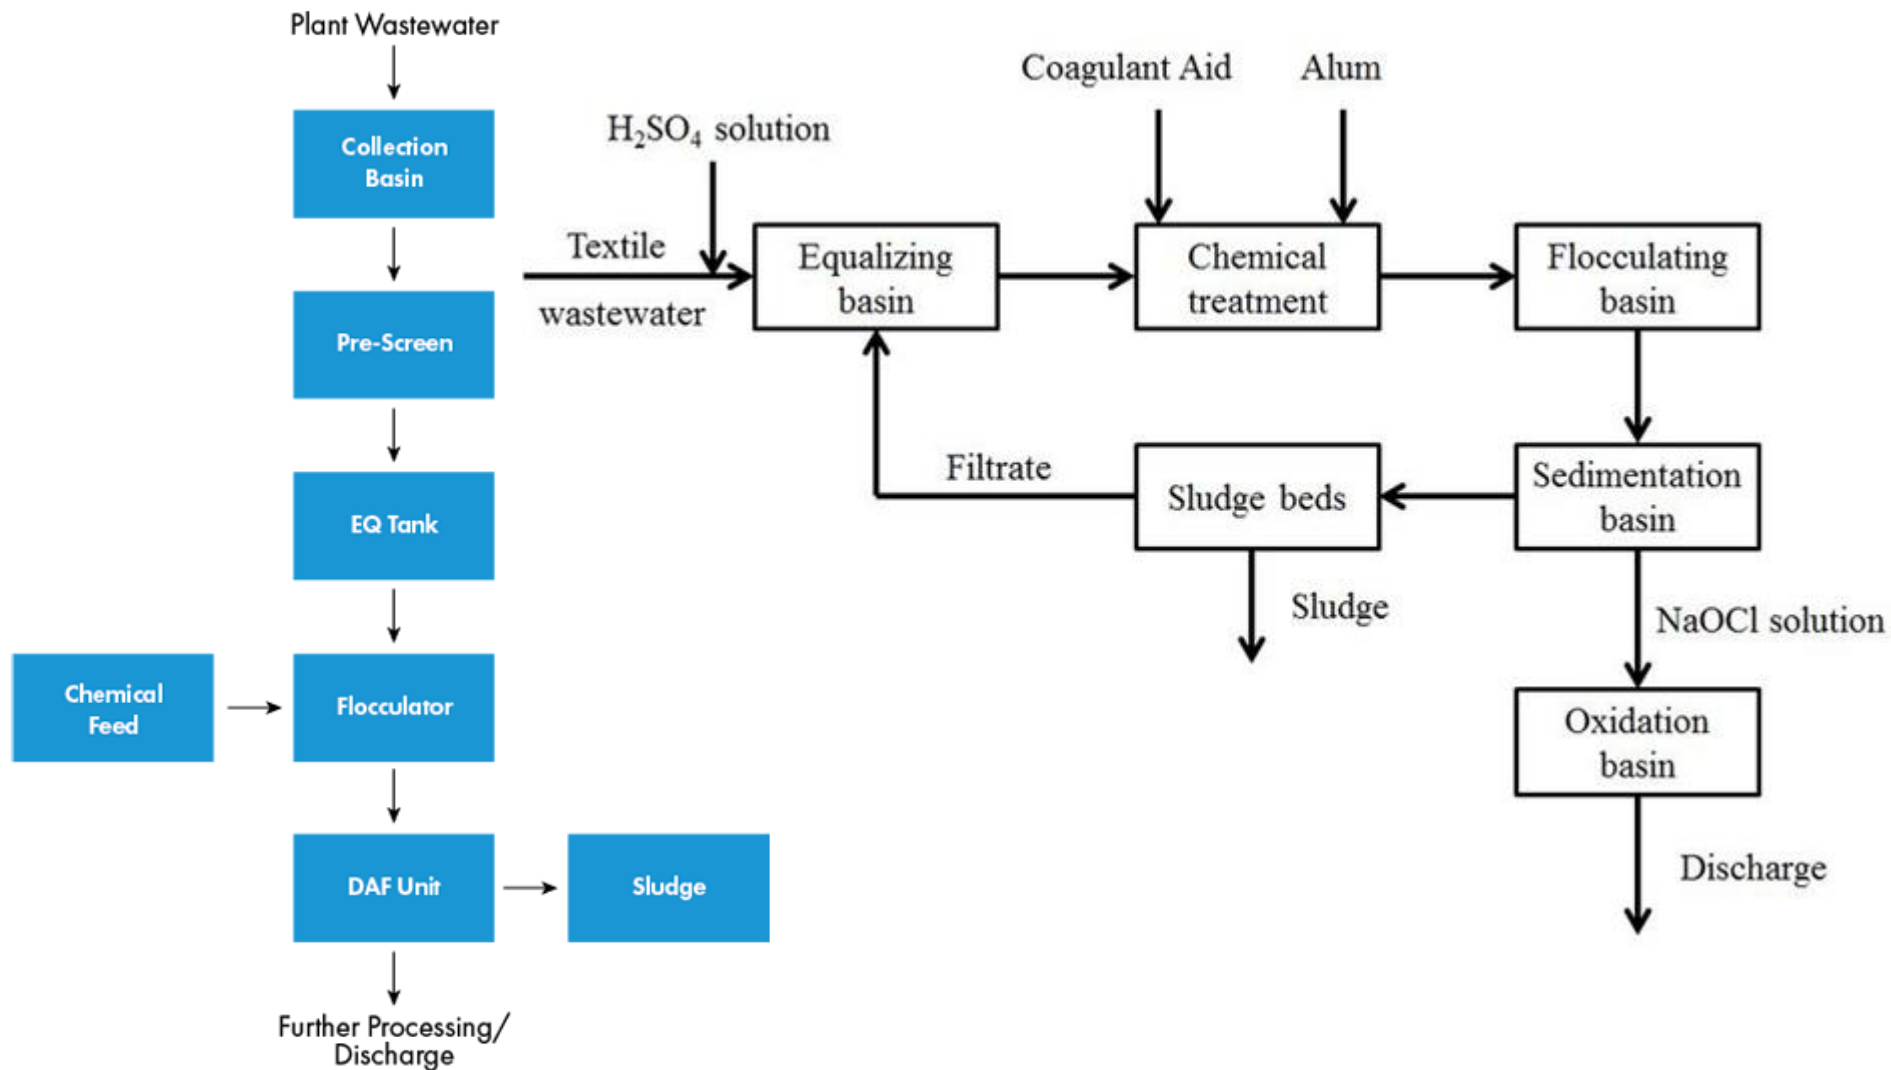 Plant Wastewater
Collection
Basin
Pre-Screen
EQ Tank
Chemical
Feed
Flocculator
DAF Unit
Sludge
Further Processing/
Discharge
Coagulant Aid
Alum
H₂SO₄ solution
Textile
wastewater
Equalizing
basin
Chemical
treatment
Flocculating
basin
Filtrate
Sludge beds
Sedimentation
basin
Sludge
NaOCl solution
Oxidation
basin
Discharge